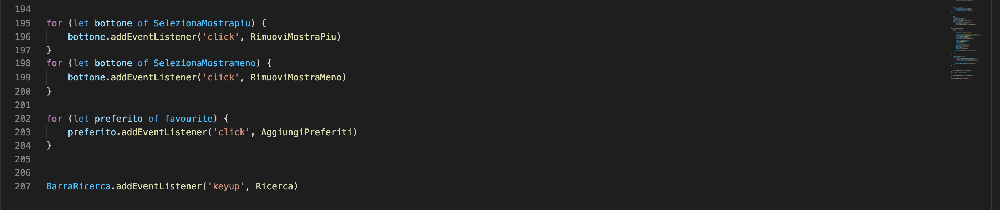 194
195 for (let bottone of SelezionaMostrapiu) {
196     bottone.addEventListener('click', RimuoviMostraPiu)
197 }
198 for (let bottone of SelezionaMostrameno) {
199     bottone.addEventListener('click', RimuoviMostraMeno)
200 }
201
202 for (let preferito of favourite) {
203     preferito.addEventListener('click', AggiungiPreferiti)
204 }
205
206
207 BarraRicerca.addEventListener('keyup', Ricerca)